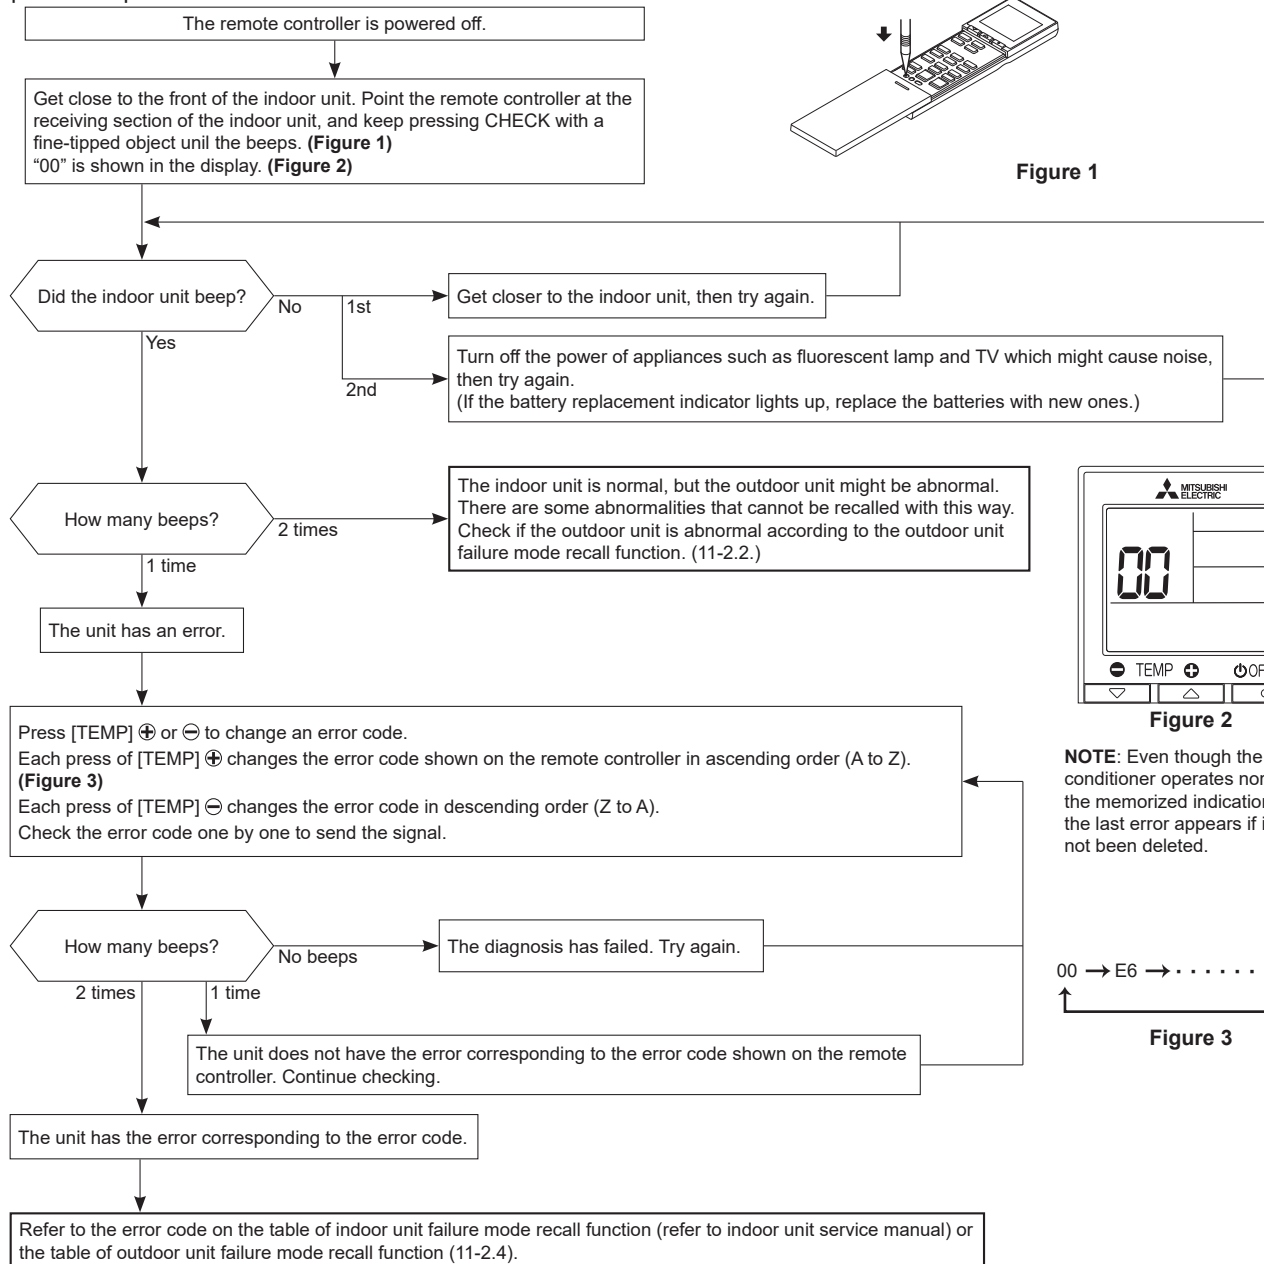 The remote controller is powered off.
Get close to the front of the indoor unit. Point the remote controller at the
receiving section of the indoor unit, and keep pressing CHECK with a
fine-tipped object unil the beeps. (Figure 1)
“00” is shown in the display. (Figure 2)
Figure 1
Did the indoor unit beep?
No
1st
Get closer to the indoor unit, then try again.
Yes
2nd
Turn off the power of appliances such as fluorescent lamp and TV which might cause noise,
then try again.
(If the battery replacement indicator lights up, replace the batteries with new ones.)
How many beeps?
2 times
The indoor unit is normal, but the outdoor unit might be abnormal.
There are some abnormalities that cannot be recalled with this way.
Check if the outdoor unit is abnormal according to the outdoor unit
failure mode recall function. (11-2.2.)
1 time
The unit has an error.
MITSUBISHI
ELECTRIC
00
TEMP
Figure 2
NOTE: Even though the
conditioner operates
the memorized
the last error appears if
not been deleted.
Press [TEMP] ⊕ or ⊖ to change an error code.
Each press of [TEMP] ⊕ changes the error code shown on the remote controller in ascending order (A to Z).
(Figure 3)
Each press of [TEMP] ⊖ changes the error code in descending order (Z to A).
Check the error code one by one to send the signal.
How many beeps?
No beeps
The diagnosis has failed. Try again.
2 times
1 time
The unit does not have the error corresponding to the error code shown on the remote
controller. Continue checking.
00 → E6 → · · · · · ·
Figure 3
The unit has the error corresponding to the error code.
Refer to the error code on the table of indoor unit failure mode recall function (refer to indoor unit service manual) or
the table of outdoor unit failure mode recall function (11-2.4).